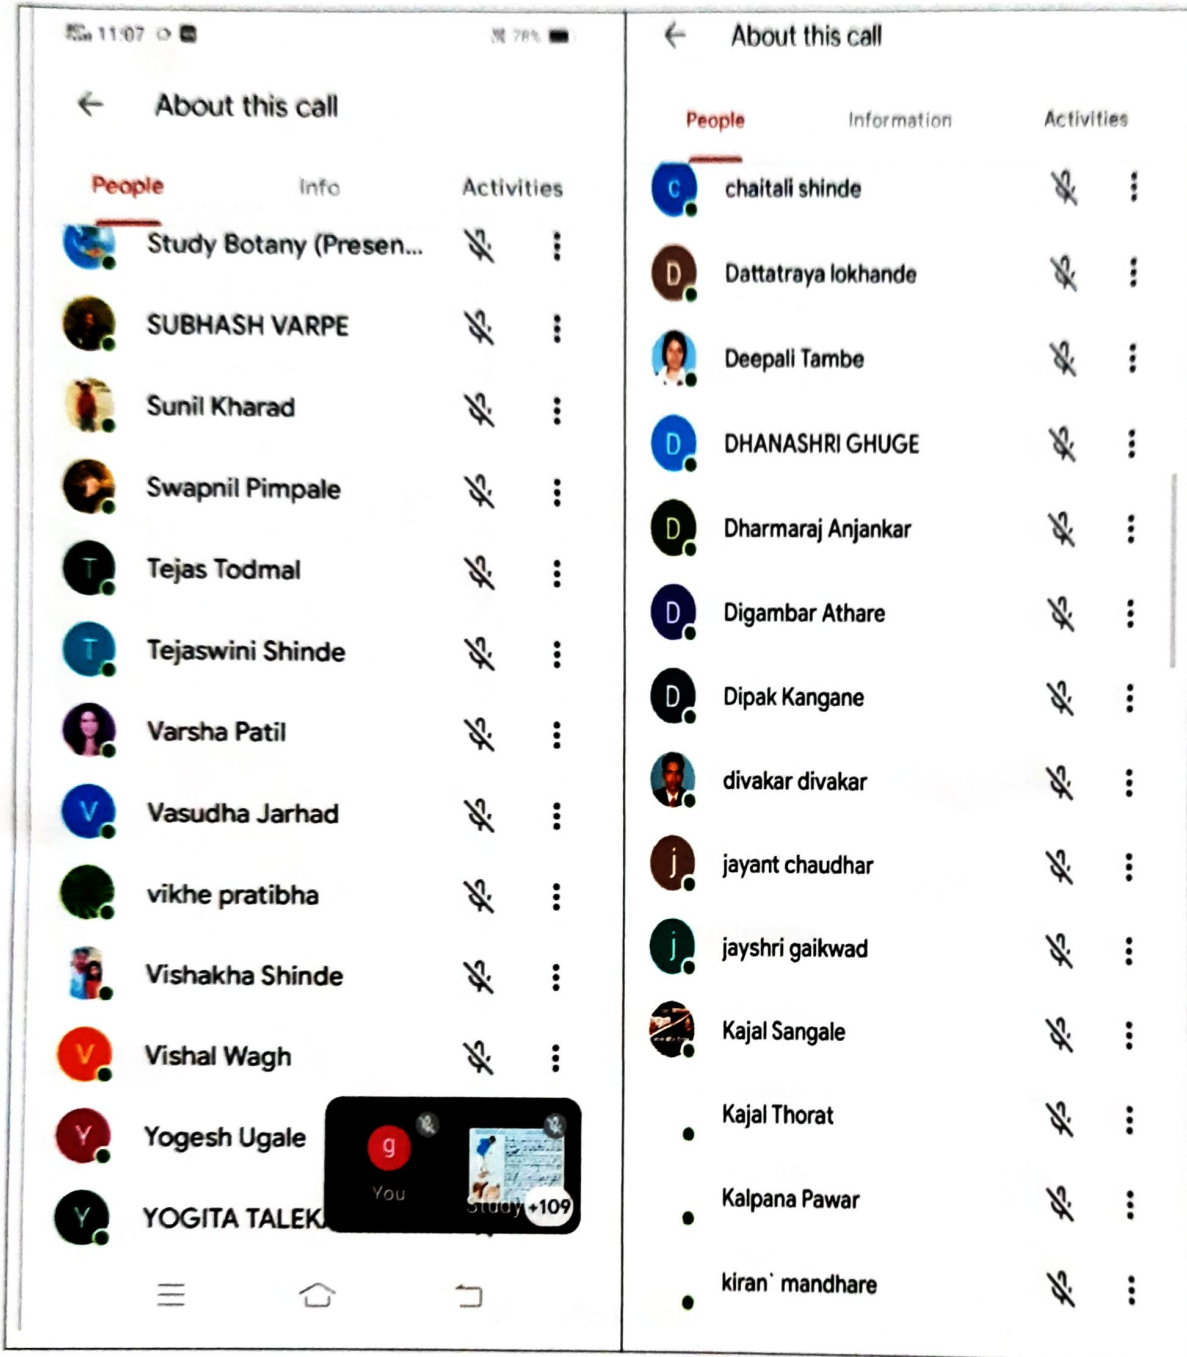 11:07
78%
About this call
People Info Activities
Study Botany (Presen...
SUBHASH VARPE
Sunil Kharad
Swapnil Pimpale
T Tejas Todmal
T Tejaswini Shinde
Varsha Patil
V Vasudha Jarhad
vikhe pratibha
Vishakha Shinde
V Vishal Wagh
Y Yogesh Ugale
Y YOGITA TALEK
g
You
Study +109
About this call
People Information Activities
c chaitali shinde
D Dattatraya lokhande
Deepali Tambe
D DHANASHRI GHUGE
D Dharmaraj Anjankar
D Digambar Athare
D Dipak Kangane
divakar divakar
j jayant chaudhar
j jayshri gaikwad
Kajal Sangale
Kajal Thorat
Kalpana Pawar
kiran` mandhare